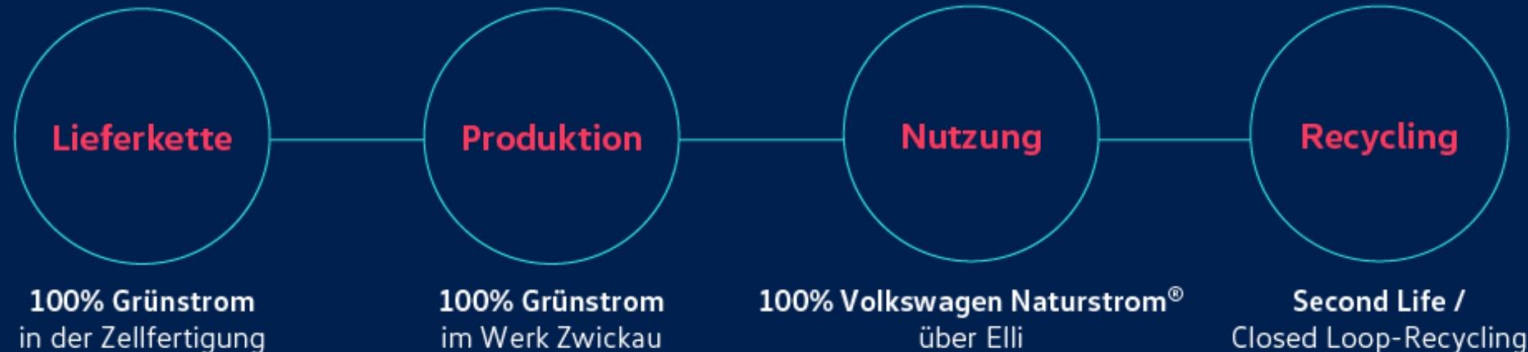 Lieferkette
Produktion
Nutzung
Recycling
100% Grünstrom
in der Zellfertigung
100% Grünstrom
im Werk Zwickau
100% Volkswagen Naturstrom®
über Elli
Second Life /
Closed Loop-Recycling